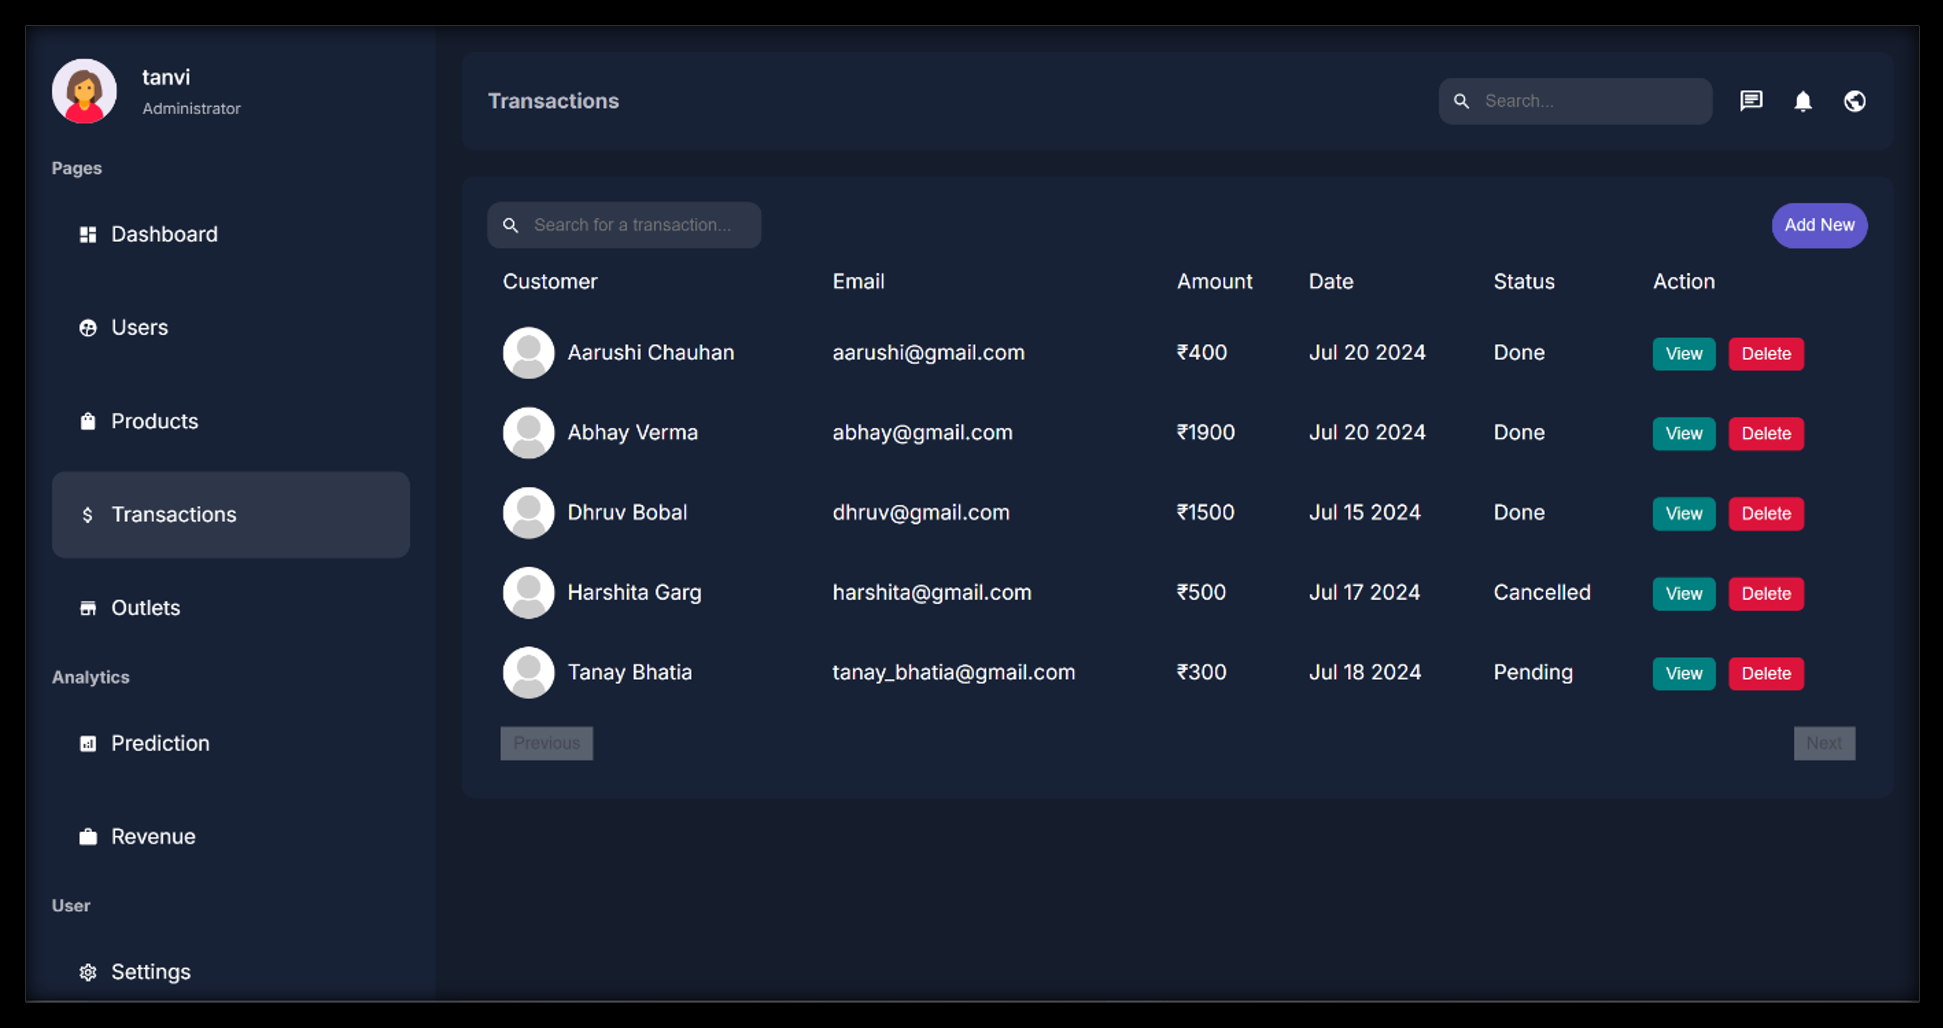 tanvi
Administrator
Pages
Dashboard
Users
Products
$ Transactions
Outlets
Analytics
Prediction
Revenue
User
Settings
Transactions
Search...
Search for a transaction...
Add New
Customer Email Amount Date Status Action
Aarushi Chauhan aarushi@gmail.com ₹400 Jul 20 2024 Done View Delete
Abhay Verma abhay@gmail.com ₹1900 Jul 20 2024 Done View Delete
Dhruv Bobal dhruv@gmail.com ₹1500 Jul 15 2024 Done View Delete
Harshita Garg harshita@gmail.com ₹500 Jul 17 2024 Cancelled View Delete
Tanay Bhatia tanay_bhatia@gmail.com ₹300 Jul 18 2024 Pending View Delete
Previous Next